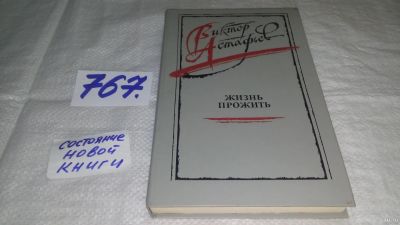 767.
состояние
новой
книги
Виктор
Астафьев
ЖИЗНЬ
ПРОЖИТЬ